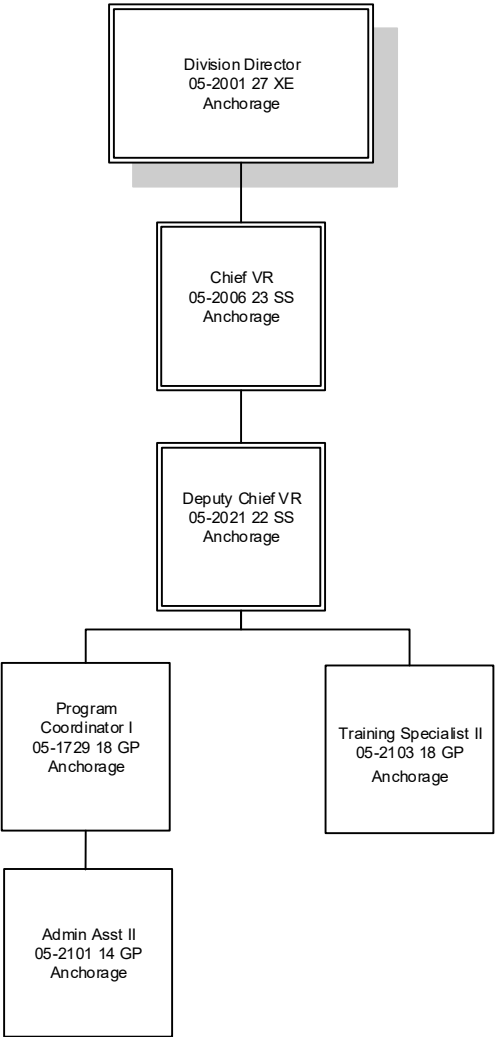 Division Director
05-2001 27 XE
Anchorage
Chief VR
05-2006 23 SS
Anchorage
Deputy Chief VR
05-2021 22 SS
Anchorage
Program
Coordinator I
05-1729 18 GP
Anchorage
Training Specialist II
05-2103 18 GP
Anchorage
Admin Asst II
05-2101 14 GP
Anchorage